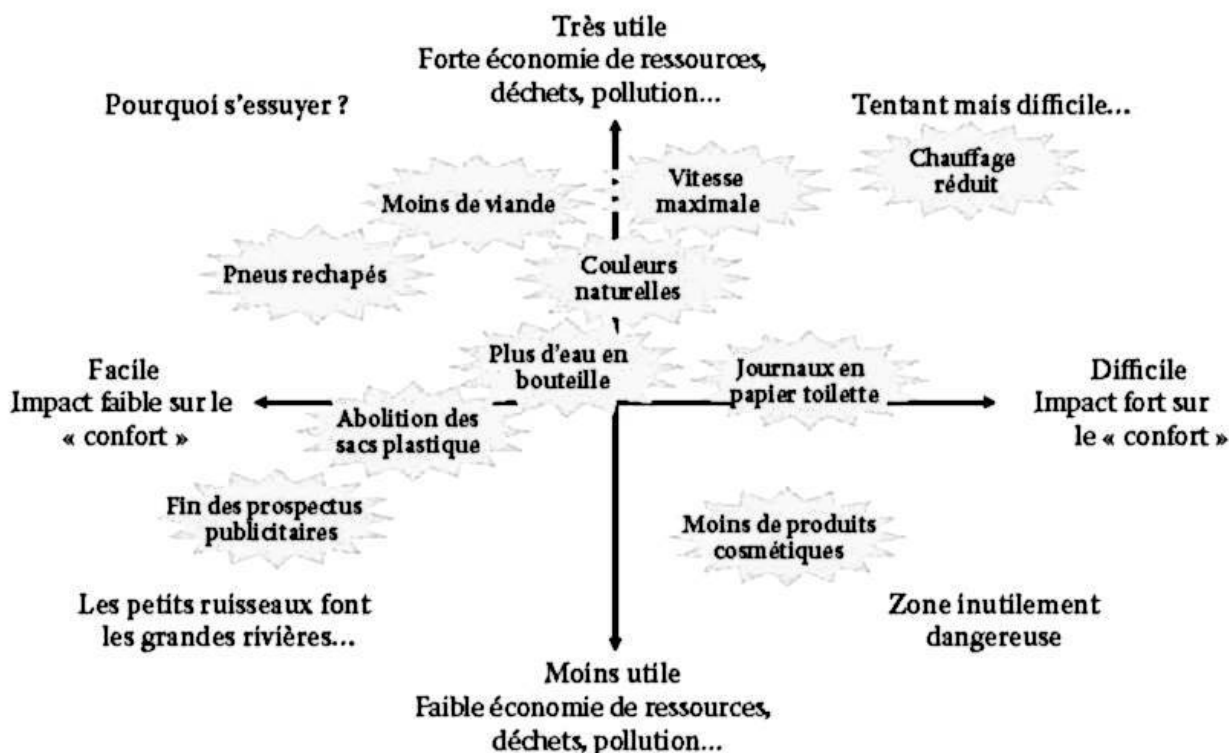 Très utile
Forte économie de ressources,
déchets, pollution...
Pourquoi s'essuyer ?
Tentant mais difficile...
Chauffage
réduit
Vitesse
maximale
Moins de viande
Pneus rechapés
Couleurs
naturelles
Plus d'eau en
bouteille
Journaux en
papier toilette
Facile
Impact faible sur le
« confort »
Difficile
Impact fort sur
le « confort »
Abolition des
sacs plastique
Fin des prospectus
publicitaires
Moins de produits
cosmétiques
Les petits ruisseaux font
les grandes rivières...
Zone inutilement
dangereuse
Moins utile
Faible économie de ressources,
déchets, pollution...